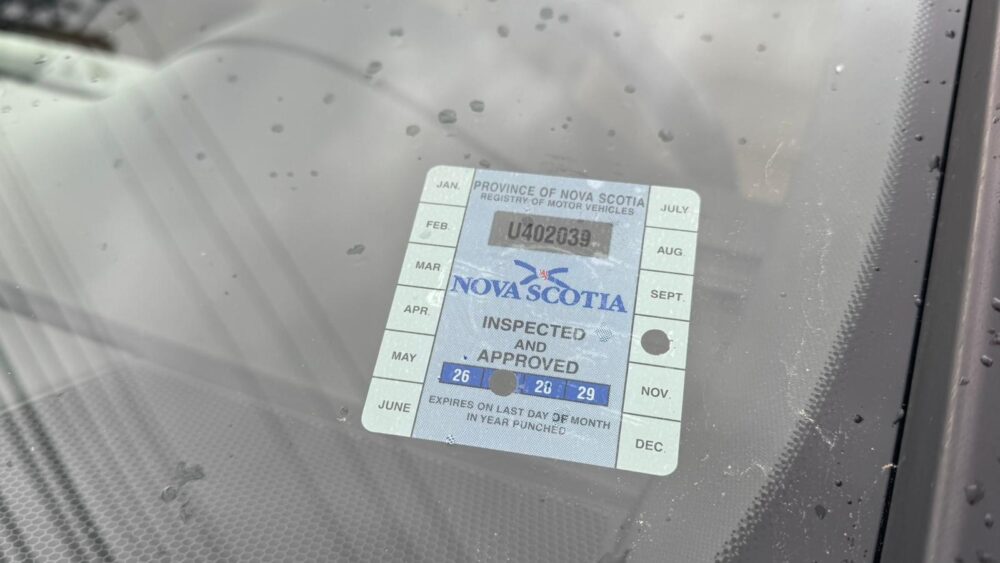 PROVINCE OF NOVA SCOTIA
REGISTRY OF MOTOR VEHICLES
U402039
NOVA SCOTIA
INSPECTED
AND
APPROVED
26 28 29
EXPIRES ON LAST DAY OF MONTH
IN YEAR PUNCHED
JAN.
FEB
MAR
APR.
MAY
JUNE
JULY
AUG.
SEPT.
NOV.
DEC.